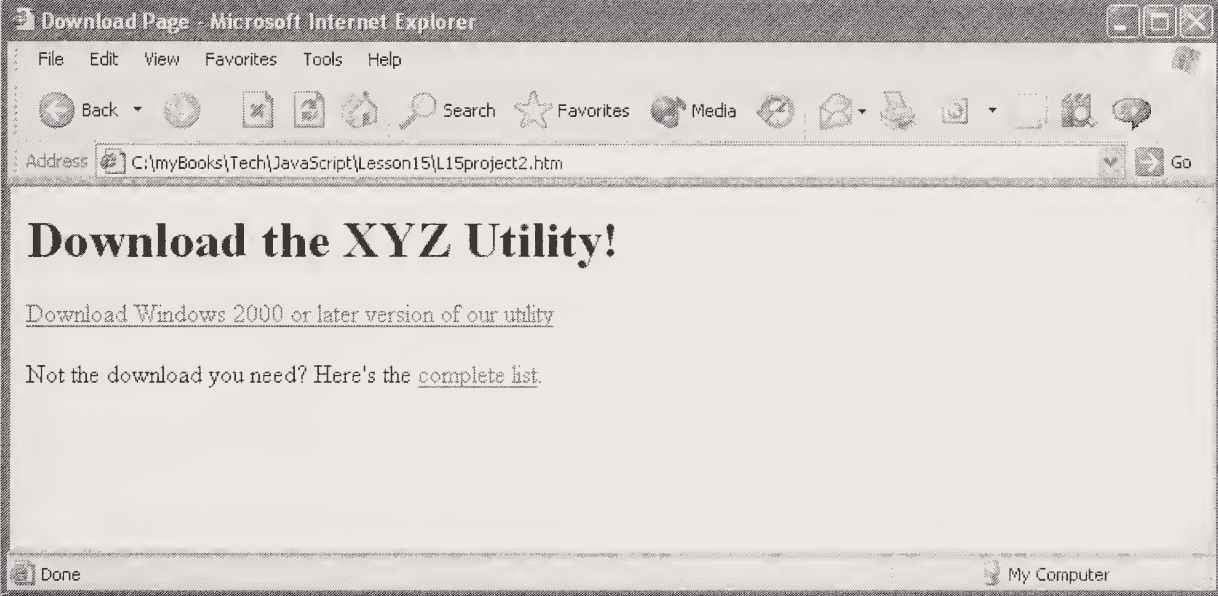 Download Page - Microsoft Internet Explorer
File Edit View Favorites Tools Help
Back Search Favorites Media
Address C:\myBooks\Tech\JavaScript\Lesson15\L15project2.htm Go
Download the XYZ Utility!
Download Windows 2000 or later version of our utility
Not the download you need? Here's the complete list.
Done My Computer